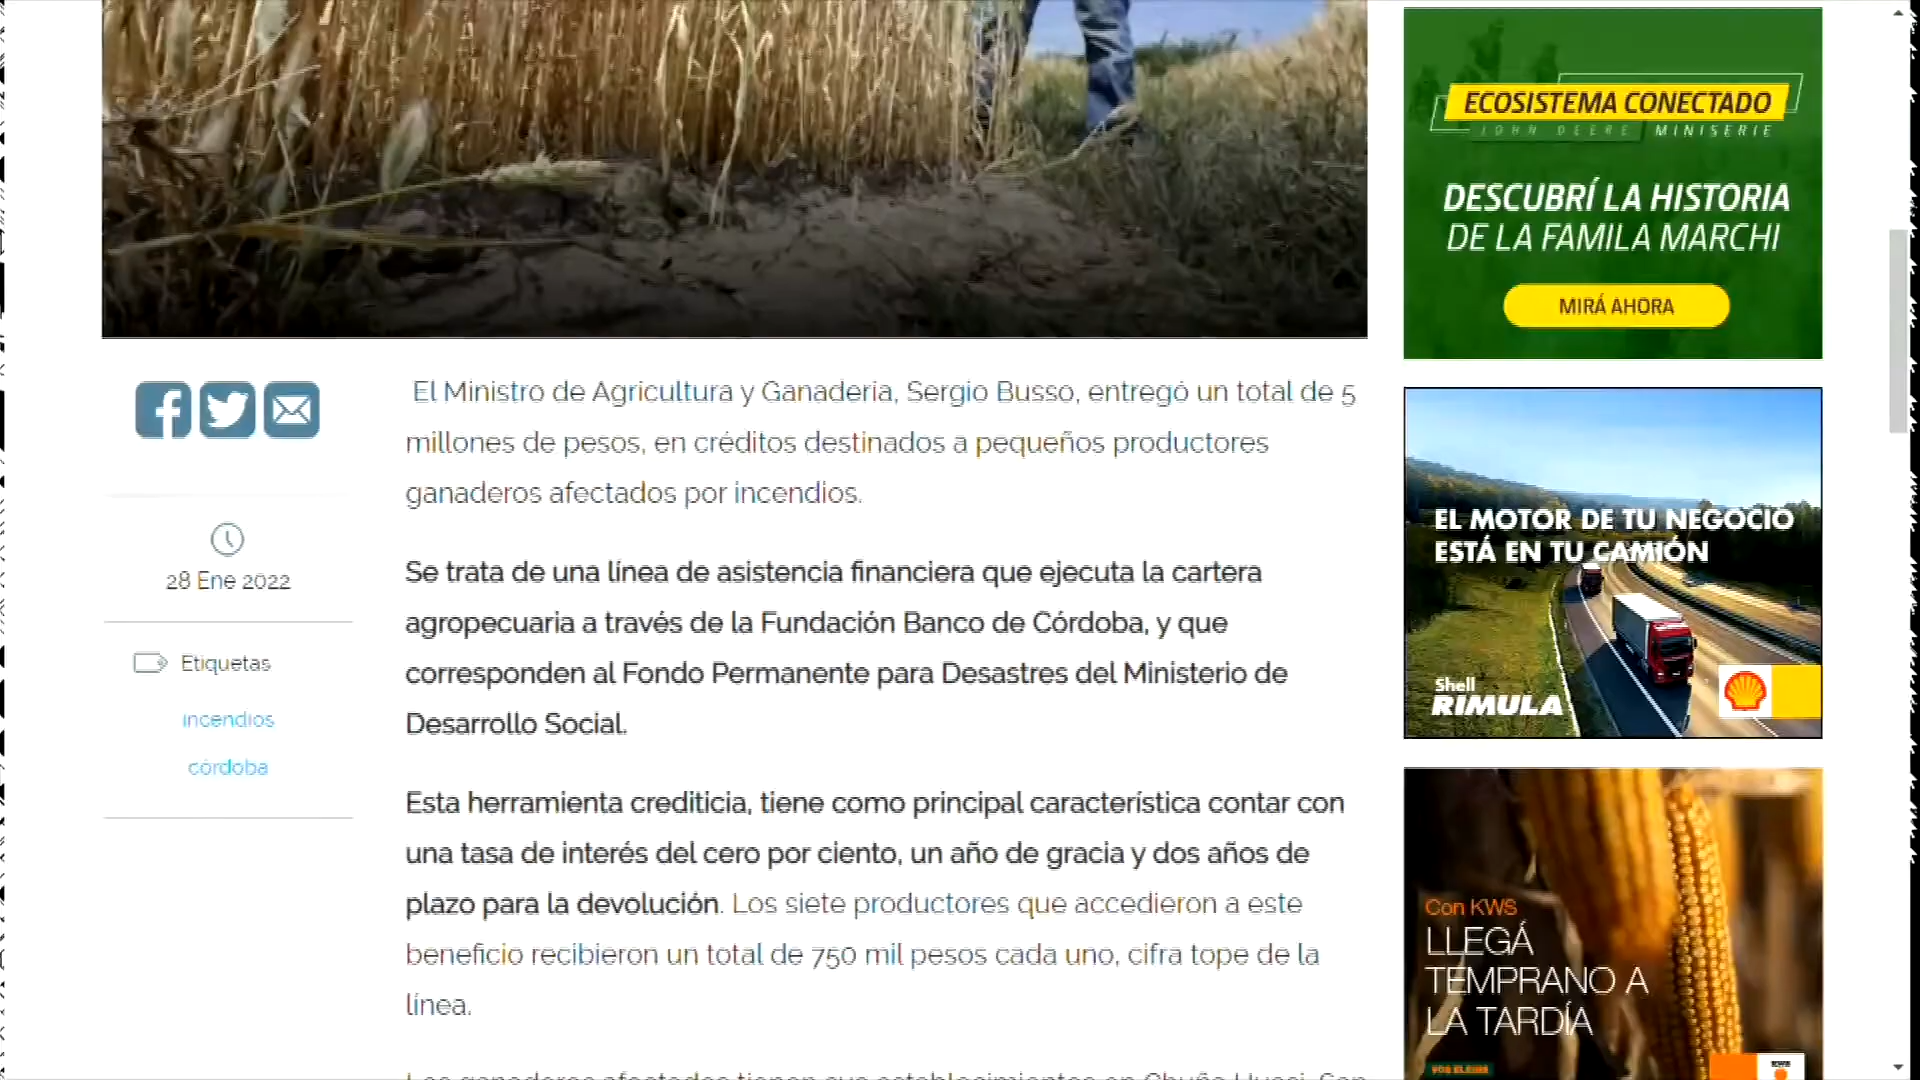 ECOSISTEMA CONECTADO
JOHN DEERE MINISERIE
DESCUBRÍ LA HISTORIA
DE LA FAMILA MARCHI
MIRÁ AHORA
El Ministro de Agricultura y Ganadería, Sergio Busso, entregó un total de 5
millones de pesos, en créditos destinados a pequeños productores
ganaderos afectados por incendios.
28 Ene 2022
Etiquetas
incendios
córdoba
Se trata de una línea de asistencia financiera que ejecuta la cartera
agropecuaria a través de la Fundación Banco de Córdoba, y que
corresponden al Fondo Permanente para Desastres del Ministerio de
Desarrollo Social.
Esta herramienta crediticia, tiene como principal característica contar con
una tasa de interés del cero por ciento, un año de gracia y dos años de
plazo para la devolución. Los siete productores que accedieron a este
beneficio recibieron un total de 750 mil pesos cada uno, cifra tope de la
línea.
EL MOTOR DE TU NEGOCIO
ESTÁ EN TU CAMIÓN
Shell
RIMULA
Con KWS
LLEGÁ
TEMPRANO A
LA TARDÍA
KWS